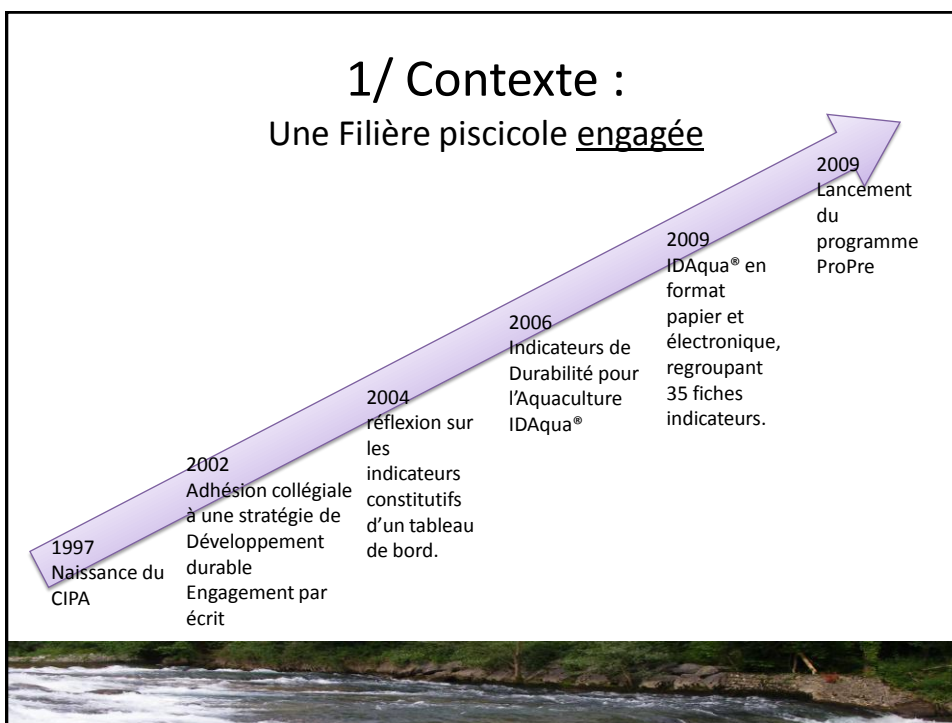 1/ Contexte :
Une Filière piscicole engagée
1997
Naissance du
CIPA
2002
Adhésion collégiale
à une stratégie de
Développement
durable
Engagement par
écrit
2004
réflexion sur
les
indicateurs
constitutifs
d’un tableau
de bord.
2006
Indicateurs de
Durabilité pour
l’Aquaculture
IDAqua®
2009
IDAqua® en
format
papier et
électronique,
regroupant
35 fiches
indicateurs.
2009
Lancement
du
programme
ProPre